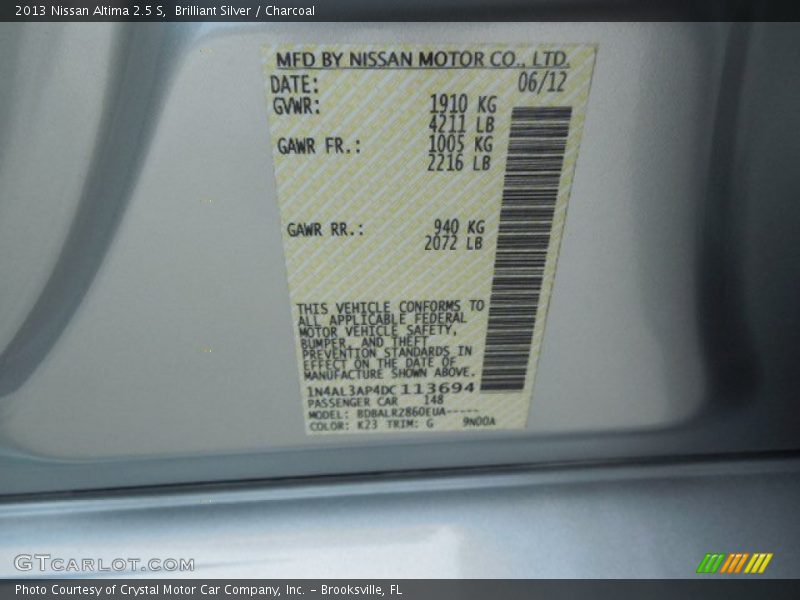 2013 Nissan Altima 2.5 S,  Brilliant Silver / Charcoal
MFD BY NISSAN MOTOR CO., LTD.
DATE: 06/12
GVWR: 1910 KG
4211 LB
GAWR FR.: 1005 KG
2216 LB
GAWR RR.: 940 KG
2072 LB
THIS VEHICLE CONFORMS TO
ALL APPLICABLE FEDERAL
MOTOR VEHICLE SAFETY,
BUMPER, AND THEFT
PREVENTION STANDARDS IN
EFFECT ON THE DATE OF
MANUFACTURE SHOWN ABOVE.
1N4AL3AP4DC113694
PASSENGER CAR 148
MODEL: BDBALRZ860EUA-----
COLOR: K23 TRIM: G 9N00A
GTCARLOT.COM
Photo Courtesy of Crystal Motor Car Company, Inc. – Brooksville, FL